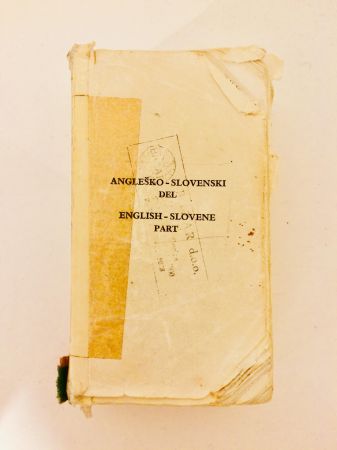 ANGLEŠKO - SLOVENSKI
DEL
ENGLISH - SLOVENE
PART
d.o.o.